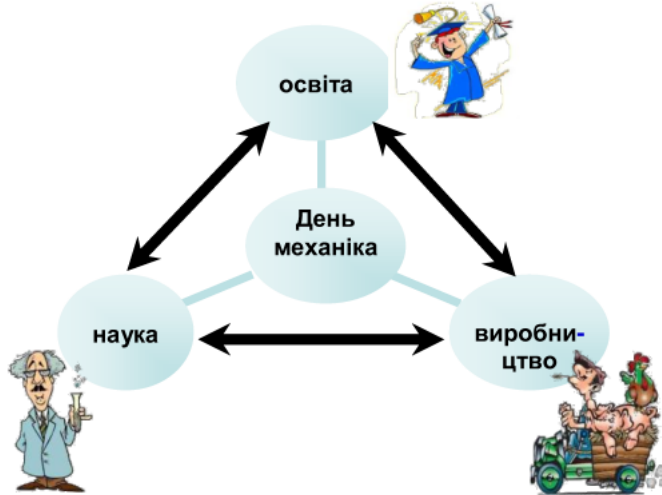 освіта
День
механіка
наука
виробни-
цтво